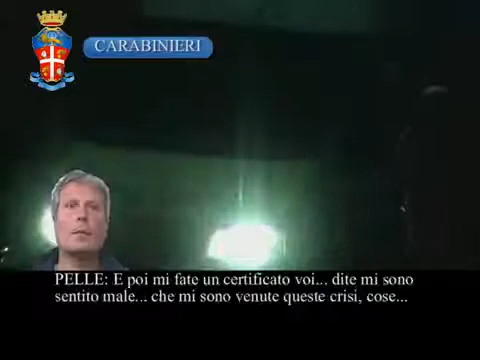 CARABINIERI
PELLE: E poi mi fate un certificato voi... dite mi sono
sentito male... che mi sono venute queste crisi, cose...